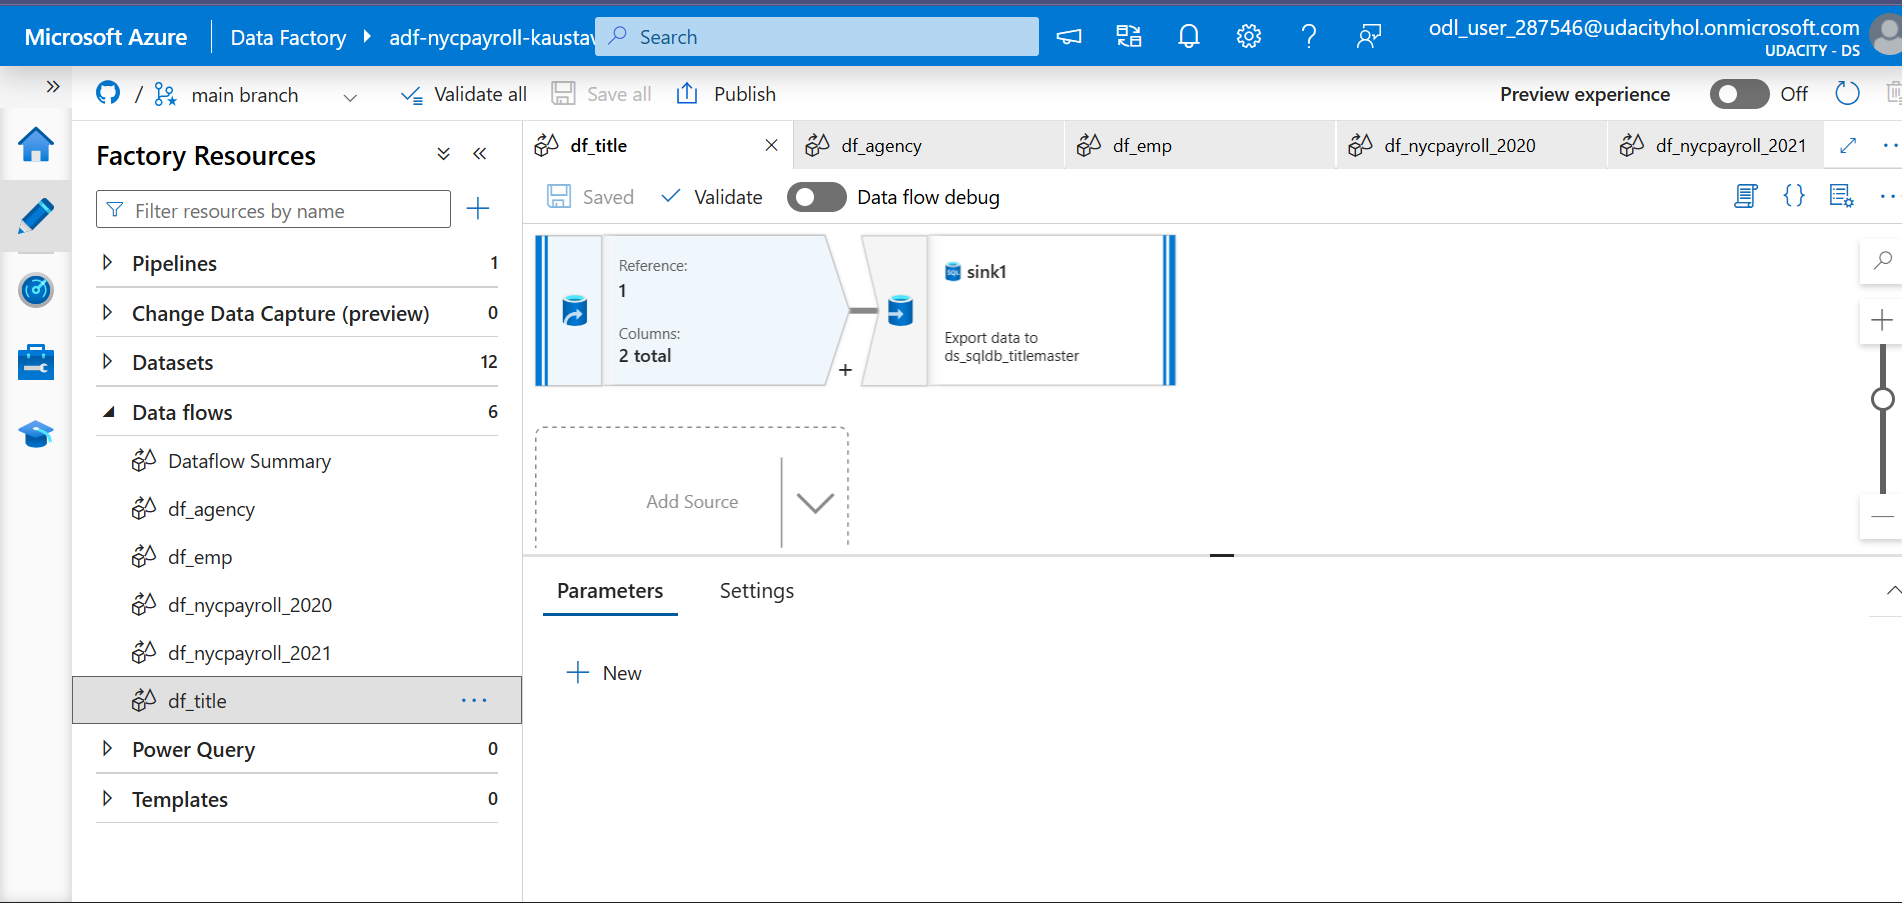 Microsoft Azure
Data Factory
adf-nycpayroll-kaustav
Search
odl_user_287546@udacityhol.onmicrosoft.com
UDACITY - DS
/
main branch
Validate all
Save all
Publish
Preview experience
Off
Factory Resources
Filter resources by name
Pipelines 1
Change Data Capture (preview) 0
Datasets 12
Data flows 6
Dataflow Summary
df_agency
df_emp
df_nycpayroll_2020
df_nycpayroll_2021
df_title
Power Query 0
Templates 0
df_title
df_agency
df_emp
df_nycpayroll_2020
df_nycpayroll_2021
Saved
Validate
Data flow debug
Reference:
1
Columns:
2 total
+
SQL
sink1
Export data to
ds_sqldb_titlemaster
Add Source
Parameters
Settings
New